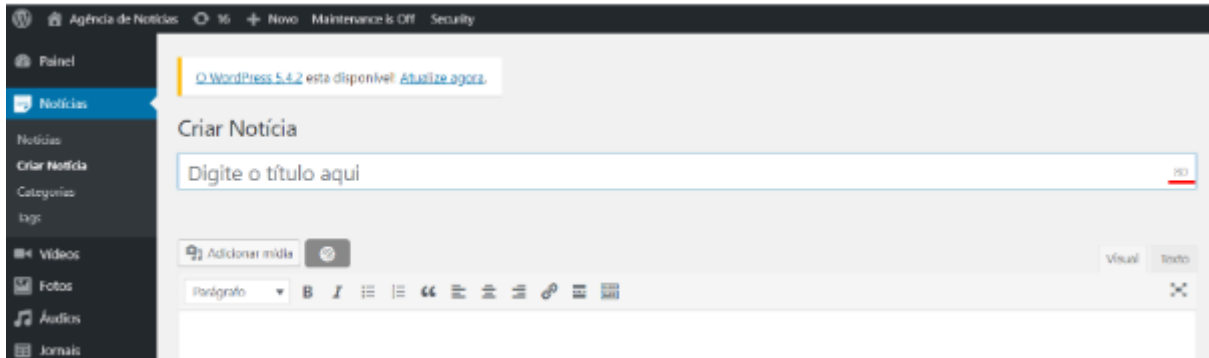 Agência de Notícias 16 + Novo Maintenance is Off Security
Painel
Notícias
Notícias
Criar Notícia
Categorias
Tags
Vídeos
Fotos
Áudios
Jornais
O WordPress 5.4.2 está disponível! Atualize agora.
Criar Notícia
Digite o título aqui
80
Adicionar mídia
Visual Texto
Parágrafo B I